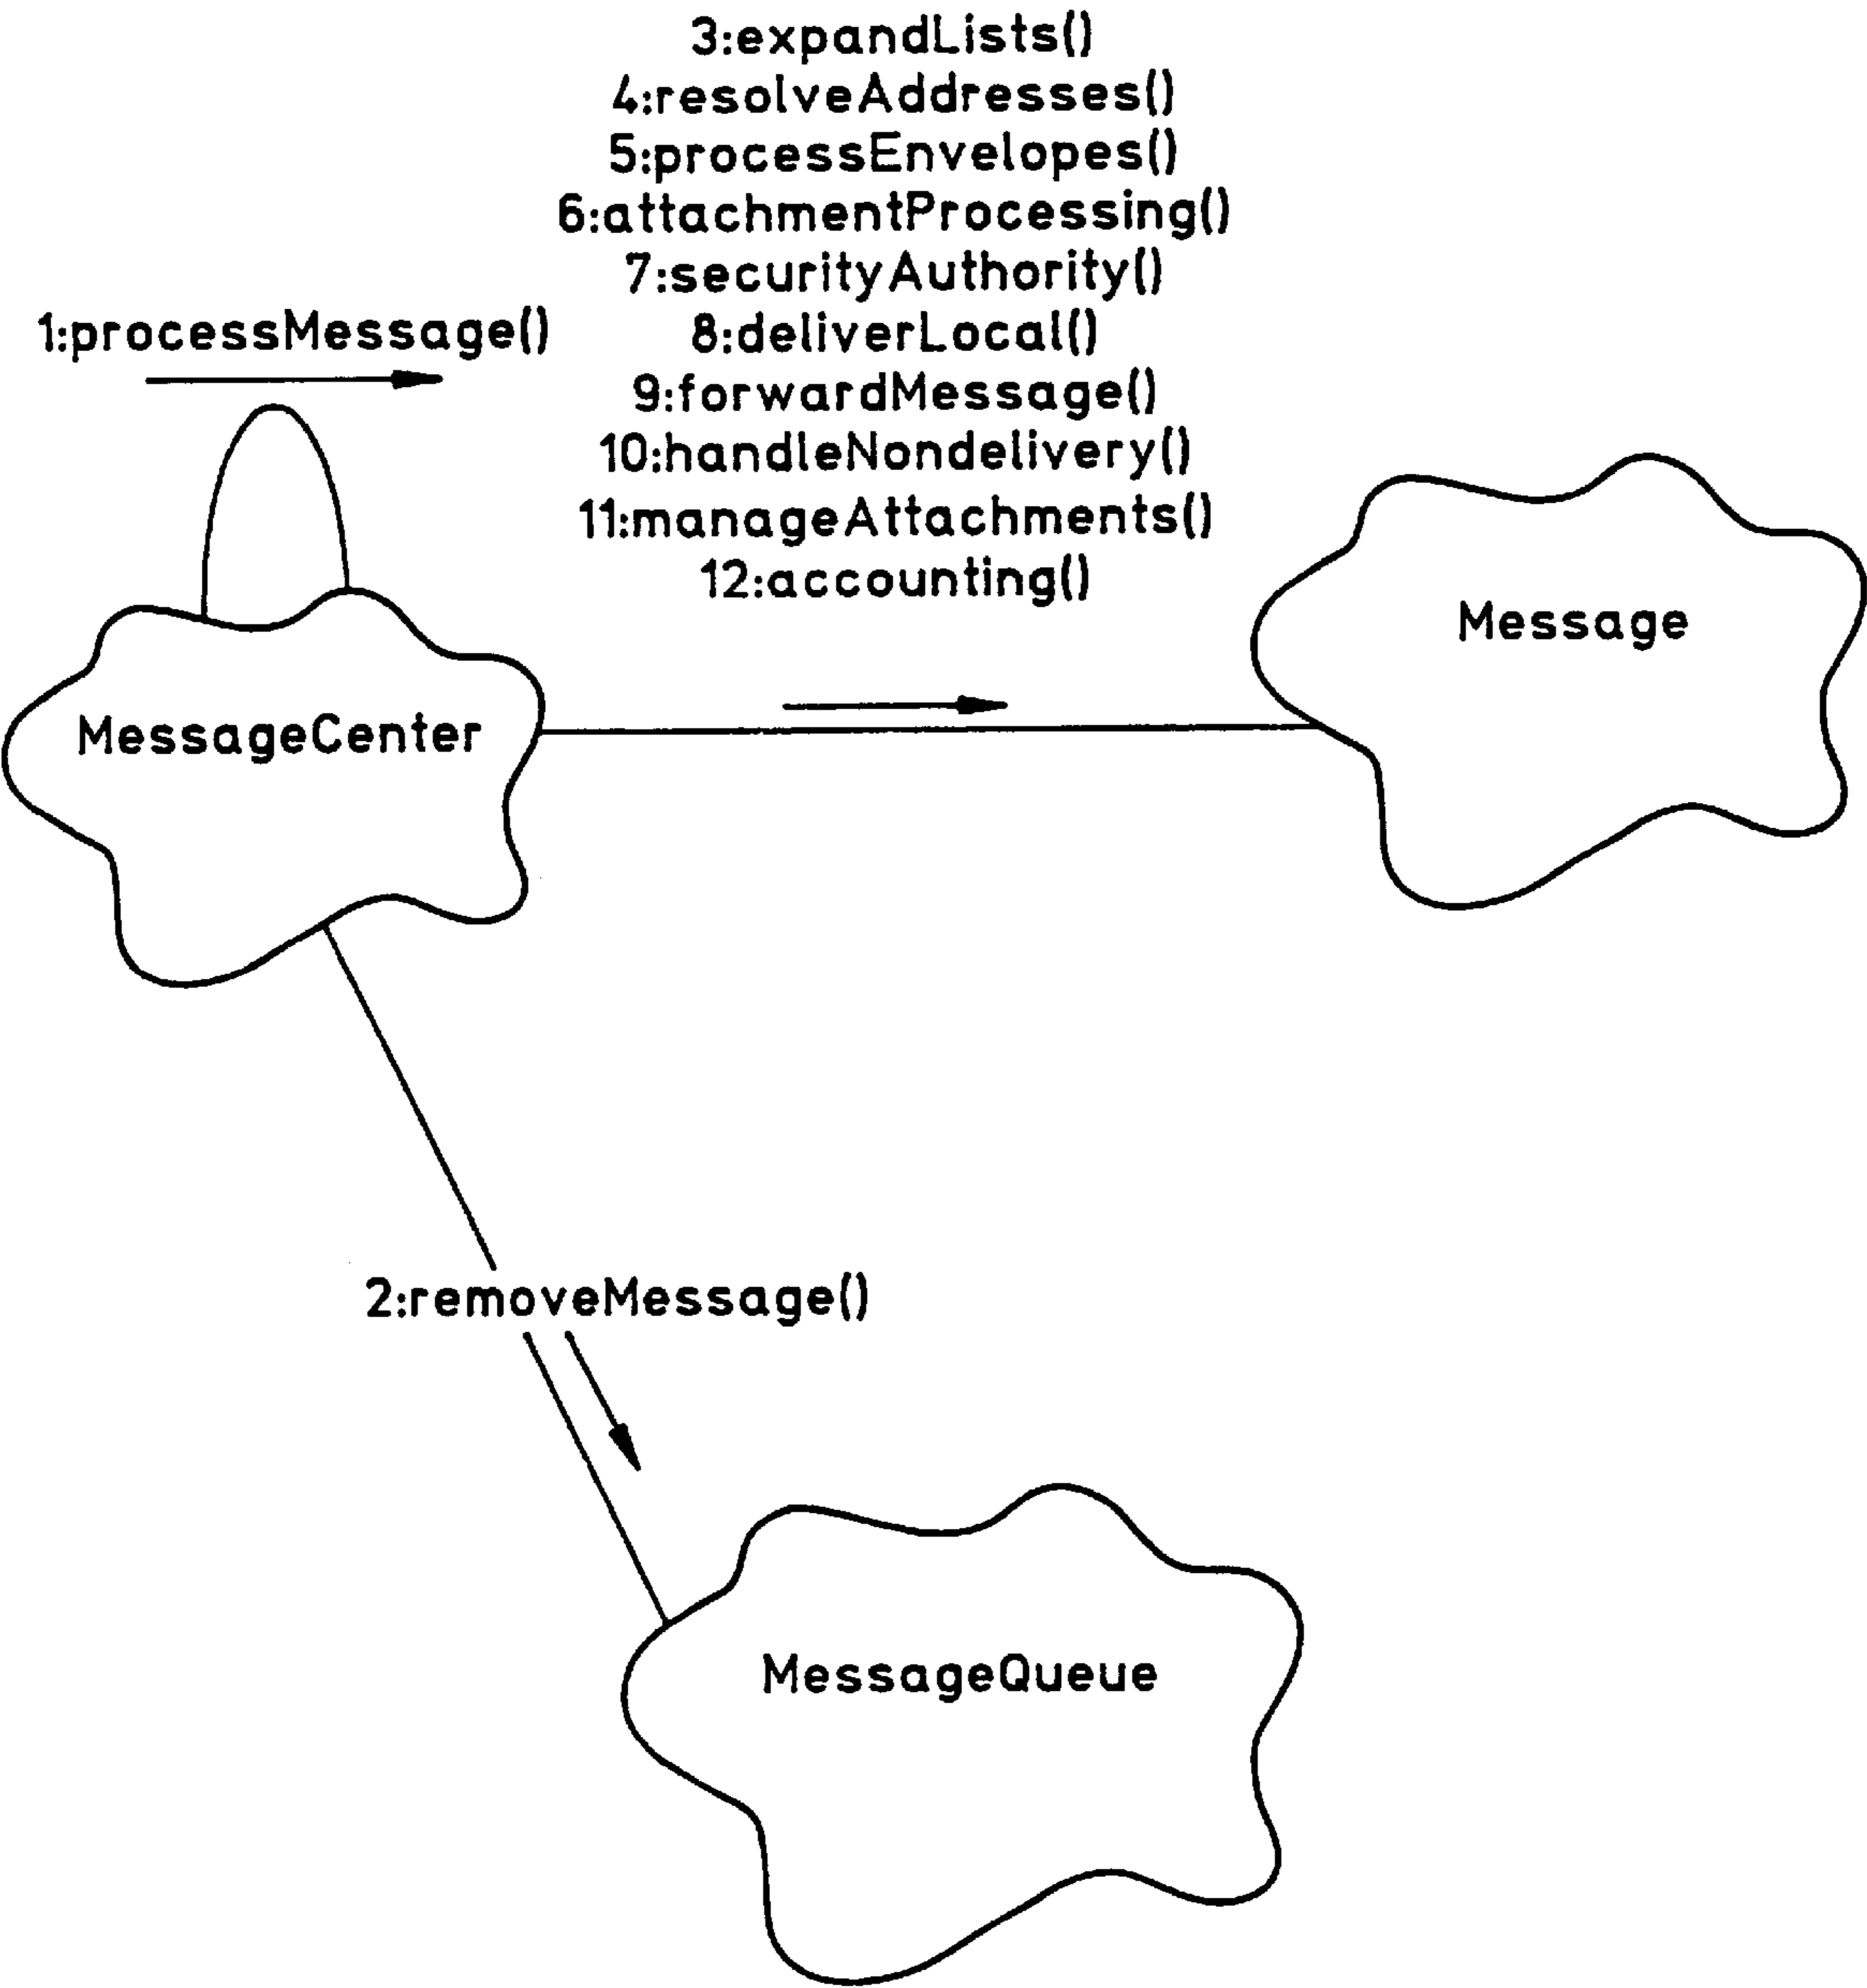 3:expandLists()
4:resolveAddresses()
5:processEnvelopes()
6:attachmentProcessing()
7:securityAuthority()
1:processMessage()
8:deliverLocal()
9:forwardMessage()
10:handleNondelivery()
11:manageAttachments()
12:accounting()
Message
MessageCenter
2:removeMessage()
MessageQueue